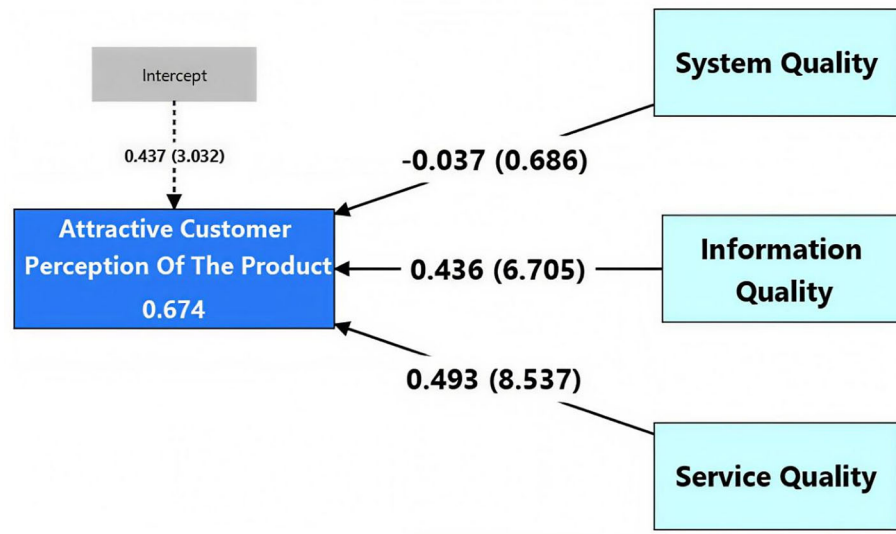 System Quality
Intercept
0.437 (3.032)
-0.037 (0.686)
Attractive Customer
Perception Of The Product
0.674
0.436 (6.705)
Information
Quality
0.493 (8.537)
Service Quality